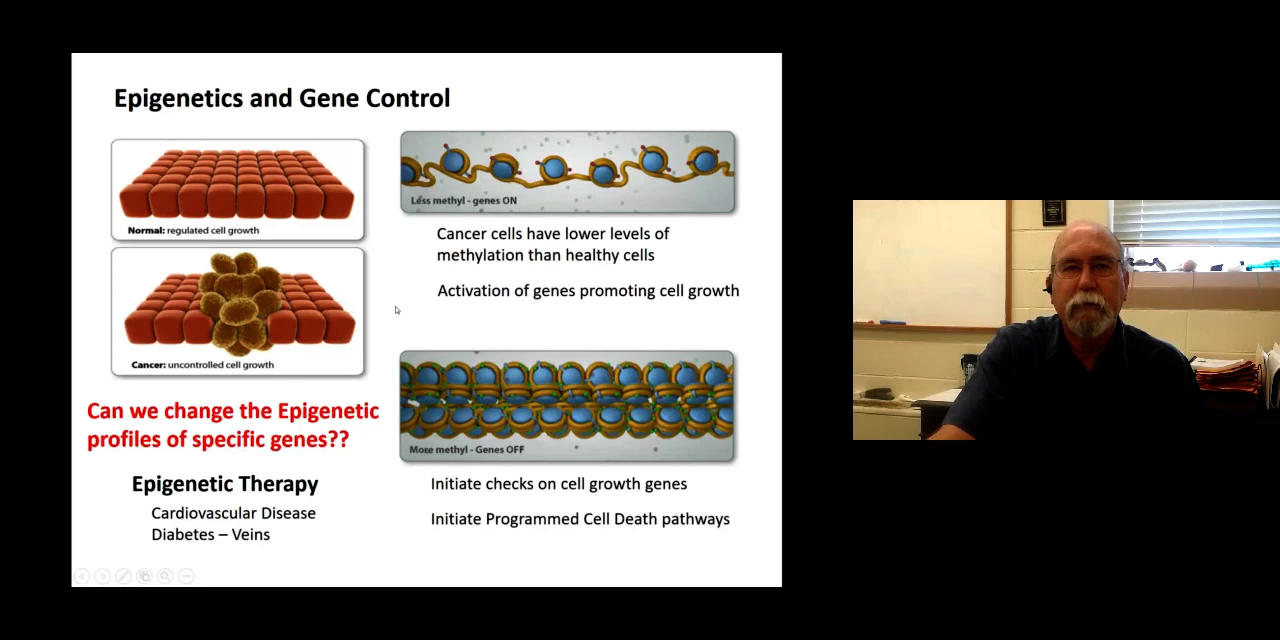 Epigenetics and Gene Control
Normal: regulated cell growth
Cancer: uncontrolled cell growth
Can we change the Epigenetic
profiles of specific genes??
Epigenetic Therapy
Cardiovascular Disease
Diabetes – Veins
Less methyl - genes ON
Cancer cells have lower levels of
methylation than healthy cells
Activation of genes promoting cell growth
More methyl - Genes OFF
Initiate checks on cell growth genes
Initiate Programmed Cell Death pathways